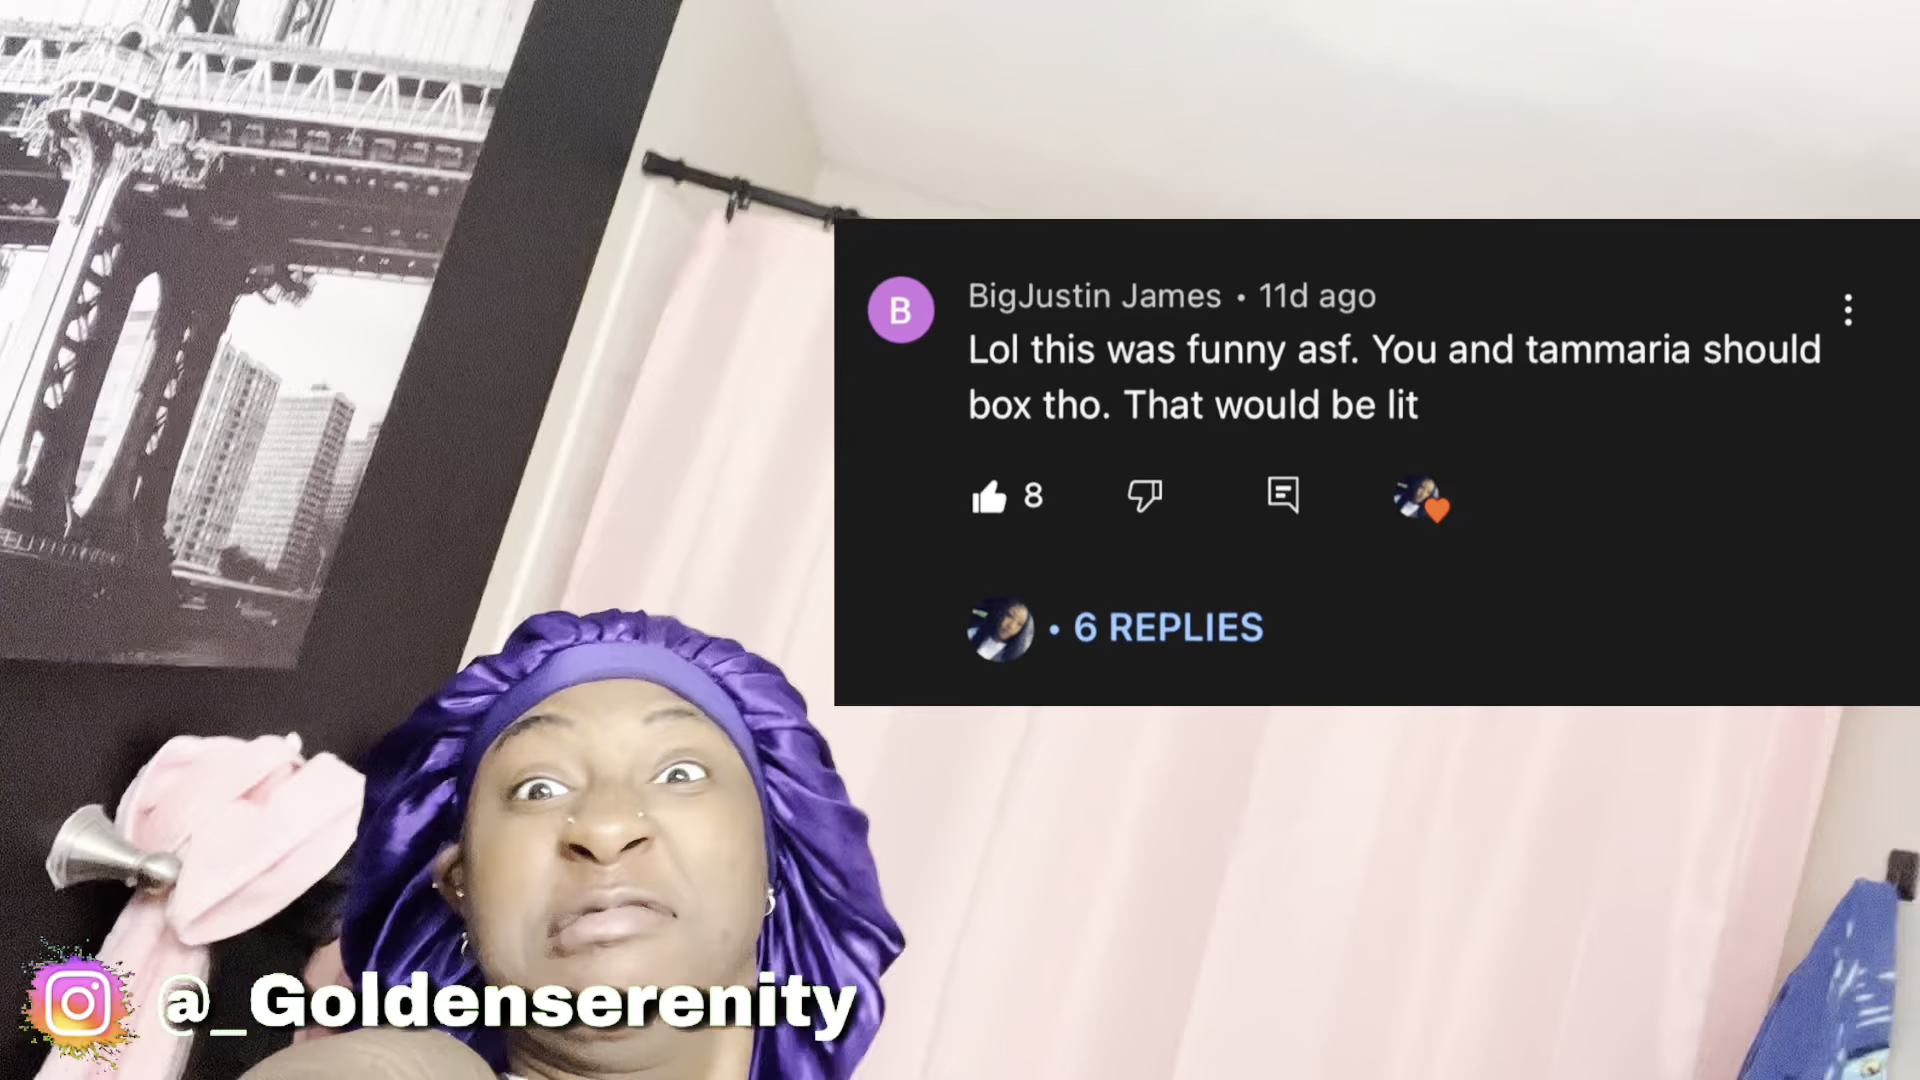 B
BigJustin James • 11d ago
Lol this was funny asf. You and tammaria should
box tho. That would be lit
8
• 6 REPLIES
@_Goldenserenity